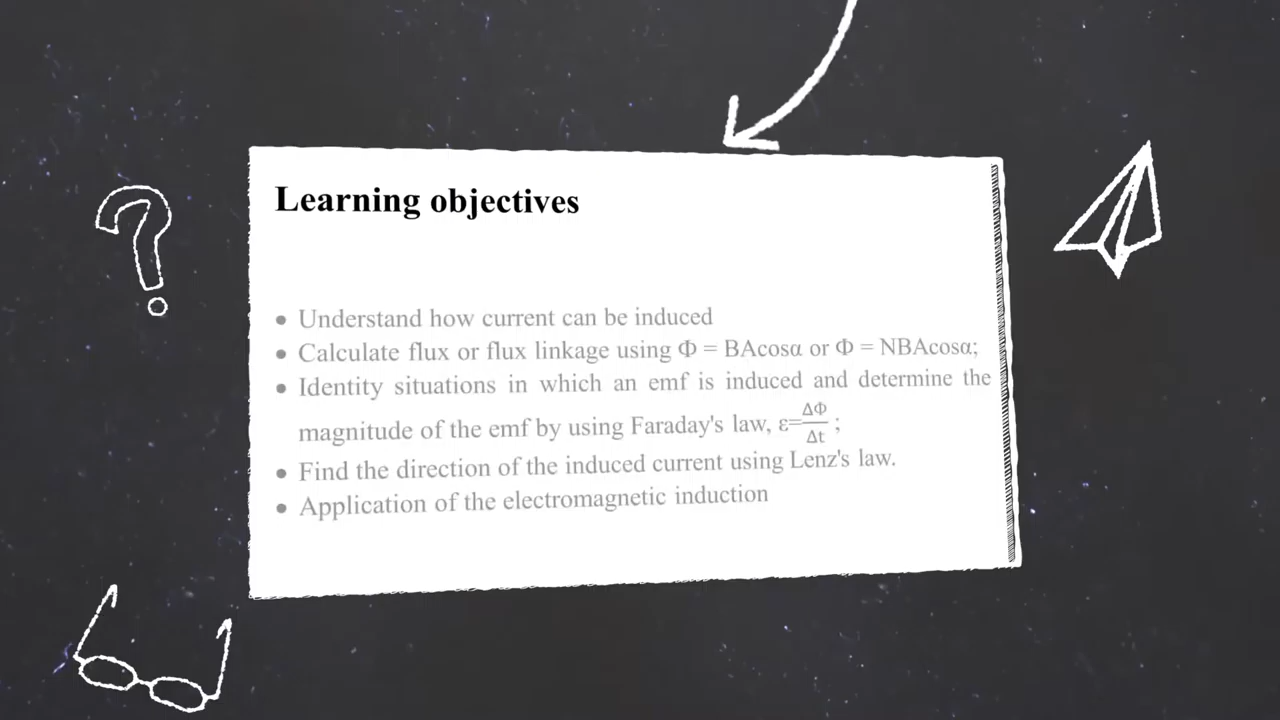 Learning objectives
• Understand how current can be induced
• Calculate flux or flux linkage using Φ = BAcosα or Φ = NBAcosα;
• Identity situations in which an emf is induced and determine the
magnitude of the emf by using Faraday's law, ε=ΔΦ/Δt ;
• Find the direction of the induced current using Lenz's law.
• Application of the electromagnetic induction